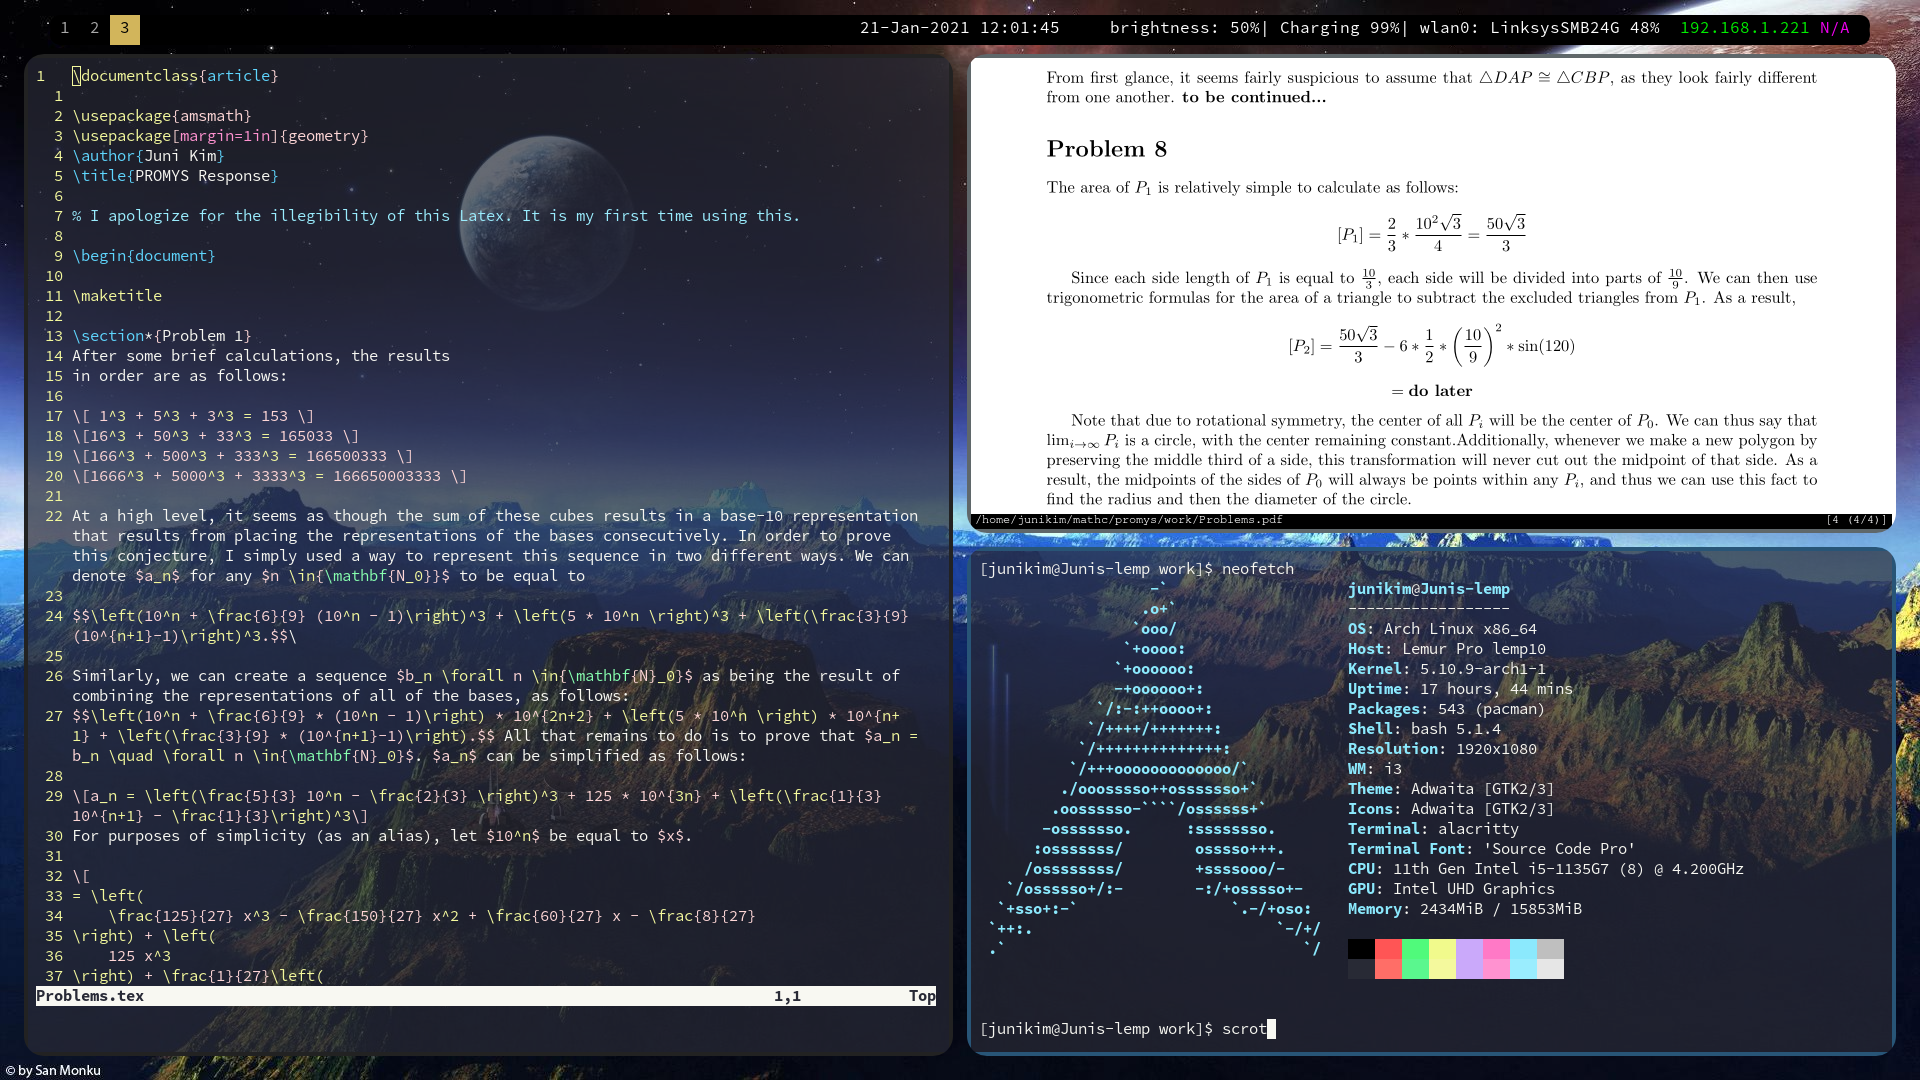 1 2 3
21-Jan-2021 12:01:45 brightness: 50%| Charging 99%| wlan0: LinksysSMB24G 48% 192.168.1.221 N/A
1 \documentclass{article}
1
2 \usepackage{amsmath}
3 \usepackage[margin=1in]{geometry}
4 \author{Juni Kim}
5 \title{PROMYS Response}
6
7 % I apologize for the illegibility of this Latex. It is my first time using this.
8
9 \begin{document}
10
11 \maketitle
12
13 \section*{Problem 1}
14 After some brief calculations, the results
15 in order are as follows:
16
17 \[ 1^3 + 5^3 + 3^3 = 153 \]
18 \[16^3 + 50^3 + 33^3 = 165033 \]
19 \[166^3 + 500^3 + 333^3 = 166500333 \]
20 \[1666^3 + 5000^3 + 3333^3 = 166650003333 \]
21
22 At a high level, it seems as though the sum of these cubes results in a base-10 representation
that results from placing the representations of the bases consecutively. In order to prove
this conjecture, I simply used a way to represent this sequence in two different ways. We can
denote $a_n$ for any $n \in{\mathbf{N_0}}$ to be equal to
23
24 $$\left(10^n + \frac{6}{9} (10^n - 1)\right)^3 + \left(5 * 10^n \right)^3 + \left(\frac{3}{9}
(10^{n+1}-1)\right)^3.$$\
25
26 Similarly, we can create a sequence $b_n \forall n \in{\mathbf{N}_0}$ as being the result of
combining the representations of all of the bases, as follows:
27 $$\left(10^n + \frac{6}{9} * (10^n - 1)\right) * 10^{2n+2} + \left(5 * 10^n \right) * 10^{n+
1} + \left(\frac{3}{9} * (10^{n+1}-1)\right).$$ All that remains to do is to prove that $a_n =
b_n \quad \forall n \in{\mathbf{N}_0}$. $a_n$ can be simplified as follows:
28
29 \[a_n = \left(\frac{5}{3} 10^n - \frac{2}{3} \right)^3 + 125 * 10^{3n} + \left(\frac{1}{3}
10^{n+1} - \frac{1}{3}\right)^3\]
30 For purposes of simplicity (as an alias), let $10^n$ be equal to $x$.
31
32 \[
33 = \left(
34 \frac{125}{27} x^3 - \frac{150}{27} x^2 + \frac{60}{27} x - \frac{8}{27}
35 \right) + \left(
36 125 x^3
37 \right) + \frac{1}{27}\left(
Problems.tex 1,1 Top
From first glance, it seems fairly suspicious to assume that △DAP ≅ △CBP, as they look fairly different
from one another. to be continued...
Problem 8
The area of P₁ is relatively simple to calculate as follows:
[P₁] = 2/3 * 10²√3/4 = 50√3/3
Since each side length of P₁ is equal to 10/3, each side will be divided into parts of 10/9. We can then use
trigonometric formulas for the area of a triangle to subtract the excluded triangles from P₁. As a result,
[P₂] = 50√3/3 − 6 * 1/2 * (10/9)² * sin(120)
= do later
Note that due to rotational symmetry, the center of all Pᵢ will be the center of P₀. We can thus say that
limᵢ→∞ Pᵢ is a circle, with the center remaining constant.Additionally, whenever we make a new polygon by
preserving the middle third of a side, this transformation will never cut out the midpoint of that side. As a
result, the midpoints of the sides of P₀ will always be points within any Pᵢ, and thus we can use this fact to
find the radius and then the diameter of the circle.
/home/junikim/mathc/promys/work/Problems.pdf [4 (4/4)]
[junikim@Junis-lemp work]$ neofetch
-`
.o+`
`ooo/
`+oooo:
`+oooooo:
-+oooooo+:
`/:-:++oooo+:
`/++++/+++++++:
`/++++++++++++++:
`/+++ooooooooooooo/`
./ooosssso++osssssso+`
.oossssso-````/ossssss+`
-osssssso. :ssssssso.
:osssssss/ osssso+++.
/ossssssss/ +ssssooo/-
`/ossssso+/:- -:/+osssso+-
`+sso+:-` `.-/+oso:
`++:. `-/+/
.` `/
junikim@Junis-lemp
------------------
OS: Arch Linux x86_64
Host: Lemur Pro lemp10
Kernel: 5.10.9-arch1-1
Uptime: 17 hours, 44 mins
Packages: 543 (pacman)
Shell: bash 5.1.4
Resolution: 1920x1080
WM: i3
Theme: Adwaita [GTK2/3]
Icons: Adwaita [GTK2/3]
Terminal: alacritty
Terminal Font: 'Source Code Pro'
CPU: 11th Gen Intel i5-1135G7 (8) @ 4.200GHz
GPU: Intel UHD Graphics
Memory: 2434MiB / 15853MiB
[junikim@Junis-lemp work]$ scrot
© by San Monku